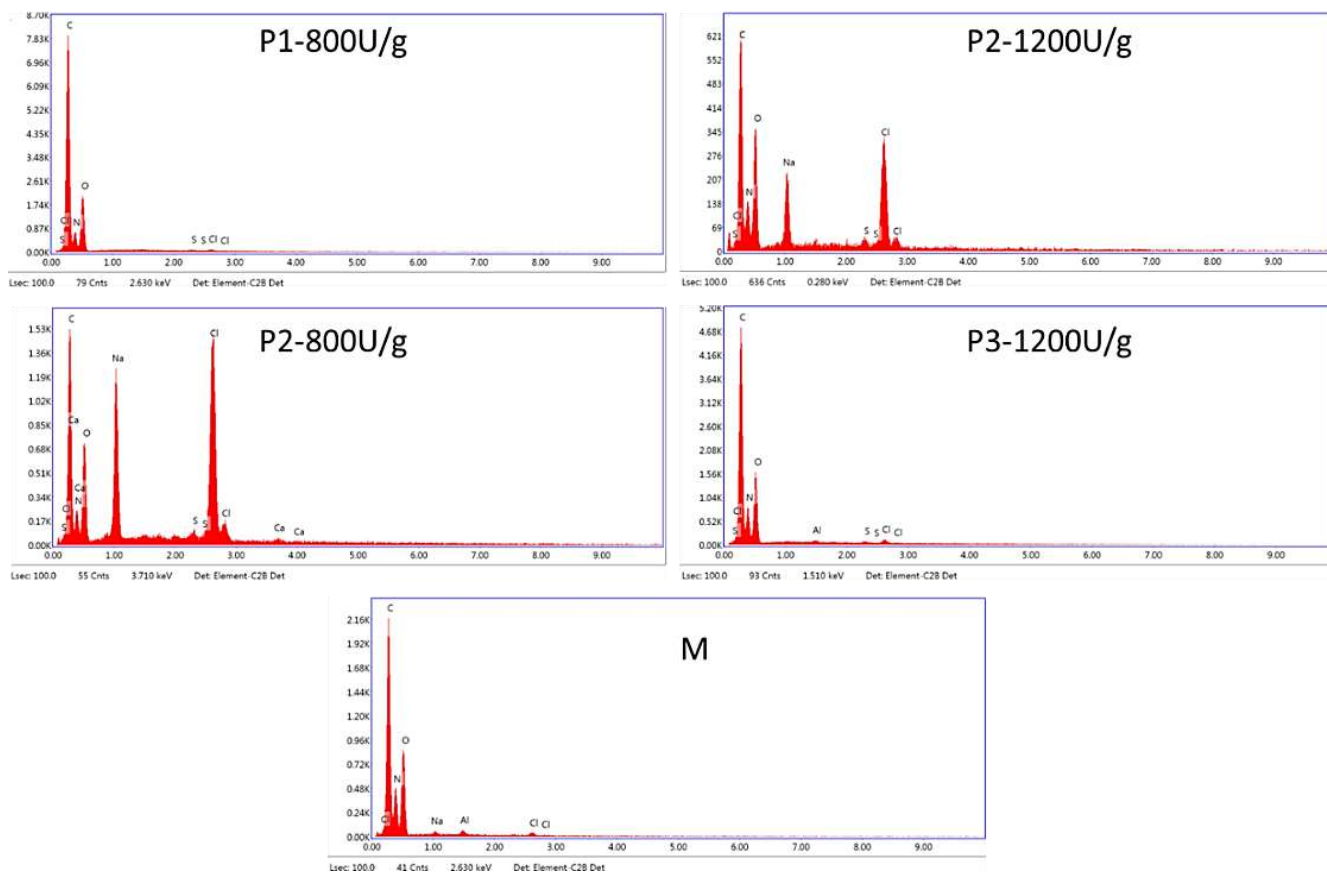 P1-800U/g
8.70K
7.83K
6.96K
6.09K
5.22K
4.35K
3.48K
2.61K
1.74K
0.87K
0.00K
C
O
Cl
N
S
S S Cl Cl
0.00 1.00 2.00 3.00 4.00 5.00 6.00 7.00 8.00 9.00
Lsec: 100.0 79 Cnts 2.630 keV Det: Element-C2B Det
P2-1200U/g
621
552
483
414
345
276
207
138
69
0.00
C
O
Cl
Na
N
Cl
S
S S Cl
0.00 1.00 2.00 3.00 4.00 5.00 6.00 7.00 8.00 9.00
Lsec: 100.0 636 Cnts 0.280 keV Det: Element-C2B Det
P2-800U/g
1.53K
1.36K
1.19K
1.02K
0.85K
0.68K
0.51K
0.34K
0.17K
0.00K
C
Cl
Na
Ca
O
Ca
N
Cl
S
S S Cl
Ca Ca
0.00 1.00 2.00 3.00 4.00 5.00 6.00 7.00 8.00 9.00
Lsec: 100.0 55 Cnts 3.710 keV Det: Element-C2B Det
P3-1200U/g
5.20K
4.68K
4.16K
3.64K
3.12K
2.60K
2.08K
1.56K
1.04K
0.52K
0.00K
C
O
N
Cl
S
Al S S Cl Cl
0.00 1.00 2.00 3.00 4.00 5.00 6.00 7.00 8.00 9.00
Lsec: 100.0 93 Cnts 1.510 keV Det: Element-C2B Det
M
2.16K
1.92K
1.68K
1.44K
1.20K
0.96K
0.72K
0.48K
0.24K
0.00K
C
O
N
Cl
Na Al Cl Cl
0.00 1.00 2.00 3.00 4.00 5.00 6.00 7.00 8.00 9.00
Lsec: 100.0 41 Cnts 2.630 keV Det: Element-C2B Det